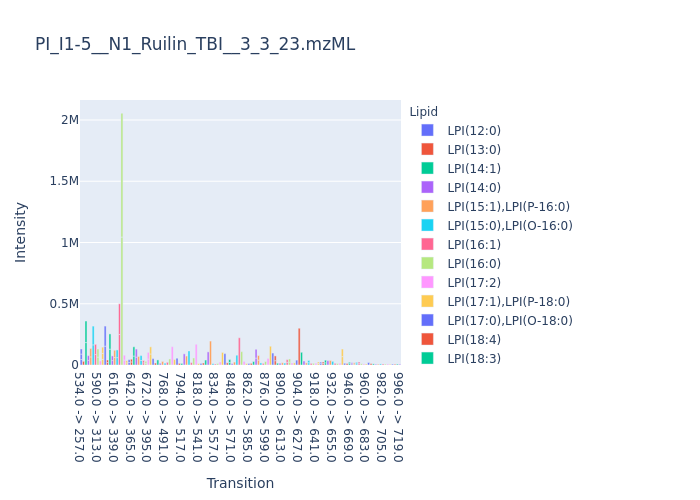 PI_I1-5__N1_Ruilin_TBI__3_3_23.mzML
Lipid
LPI(12:0)
LPI(13:0)
LPI(14:1)
LPI(14:0)
LPI(15:1),LPI(P-16:0)
LPI(15:0),LPI(O-16:0)
LPI(16:1)
LPI(16:0)
LPI(17:2)
LPI(17:1),LPI(P-18:0)
LPI(17:0),LPI(O-18:0)
LPI(18:4)
LPI(18:3)
2M
1.5M
1M
0.5M
0
Intensity
534.0 -> 257.0
590.0 -> 313.0
616.0 -> 339.0
642.0 -> 365.0
672.0 -> 395.0
768.0 -> 491.0
794.0 -> 517.0
818.0 -> 541.0
834.0 -> 557.0
848.0 -> 571.0
862.0 -> 585.0
876.0 -> 599.0
890.0 -> 613.0
904.0 -> 627.0
918.0 -> 641.0
932.0 -> 655.0
946.0 -> 669.0
960.0 -> 683.0
982.0 -> 705.0
996.0 -> 719.0
Transition